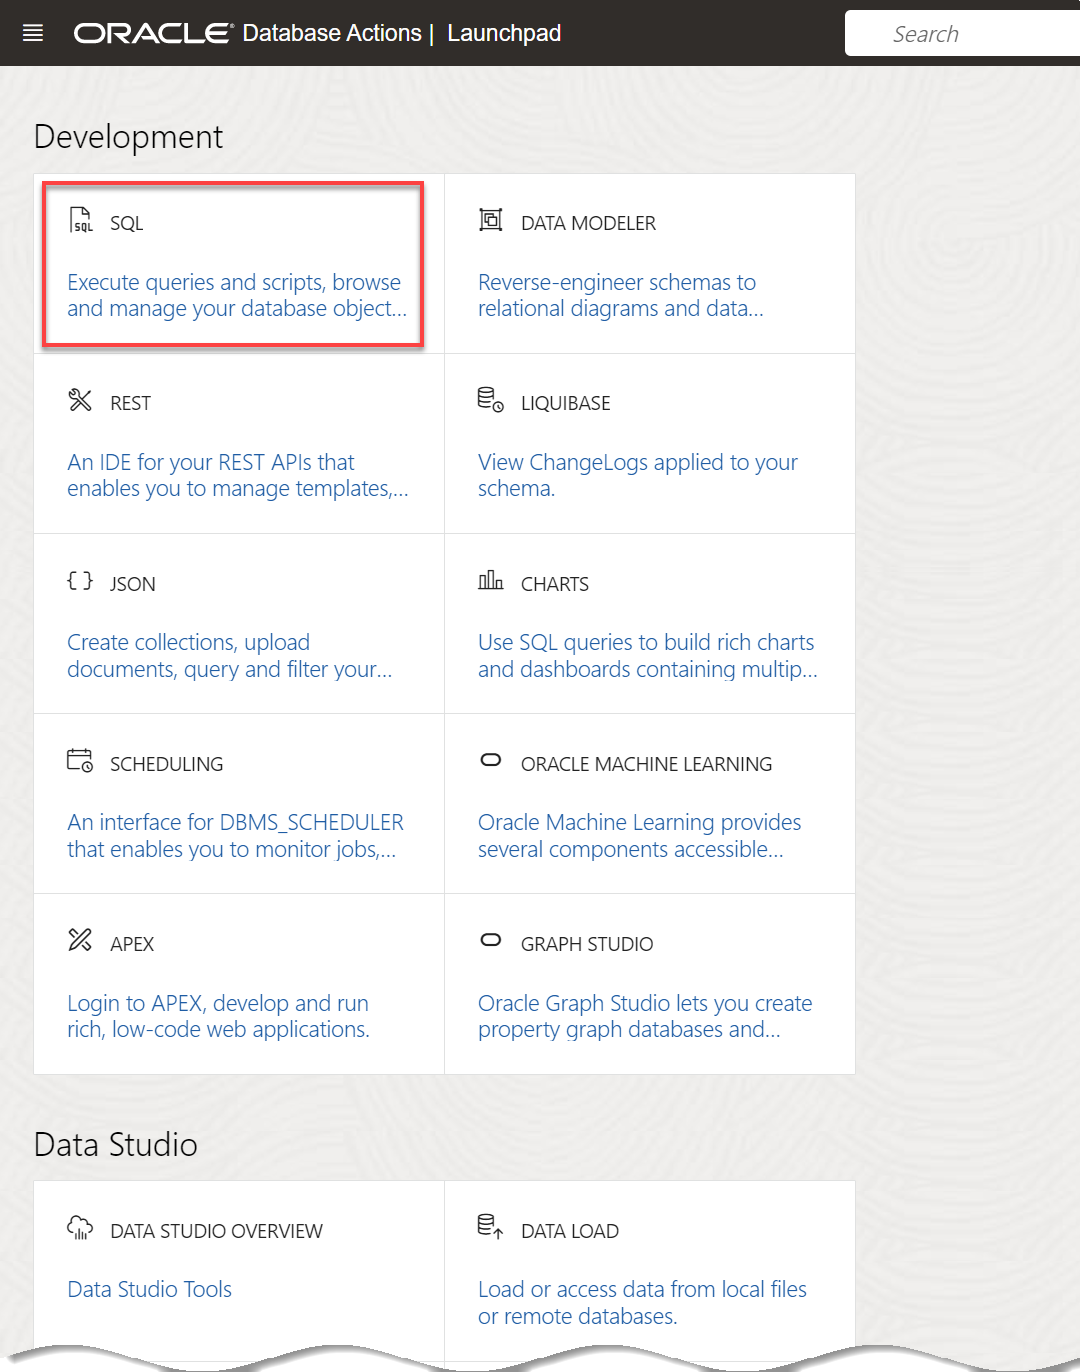 ORACLE® Database Actions | Launchpad
Search
Development
SQL
Execute queries and scripts, browse
and manage your database object...
DATA MODELER
Reverse-engineer schemas to
relational diagrams and data...
REST
An IDE for your REST APIs that
enables you to manage templates,...
LIQUIBASE
View ChangeLogs applied to your
schema.
JSON
Create collections, upload
documents, query and filter your...
CHARTS
Use SQL queries to build rich charts
and dashboards containing multip...
SCHEDULING
An interface for DBMS_SCHEDULER
that enables you to monitor jobs,...
ORACLE MACHINE LEARNING
Oracle Machine Learning provides
several components accessible...
APEX
Login to APEX, develop and run
rich, low-code web applications.
GRAPH STUDIO
Oracle Graph Studio lets you create
property graph databases and...
Data Studio
DATA STUDIO OVERVIEW
Data Studio Tools
DATA LOAD
Load or access data from local files
or remote databases.